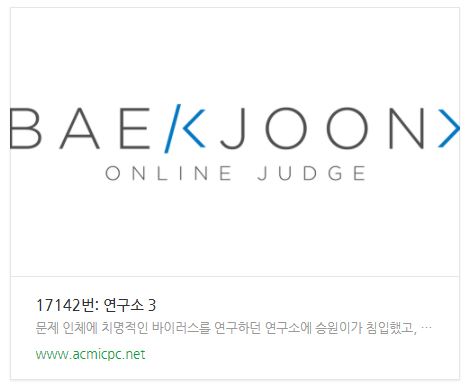 BAEKJOON
ONLINE JUDGE
17142번: 연구소 3
문제 인체에 치명적인 바이러스를 연구하던 연구소에 승원이가 침입했고, …
www.acmicpc.net